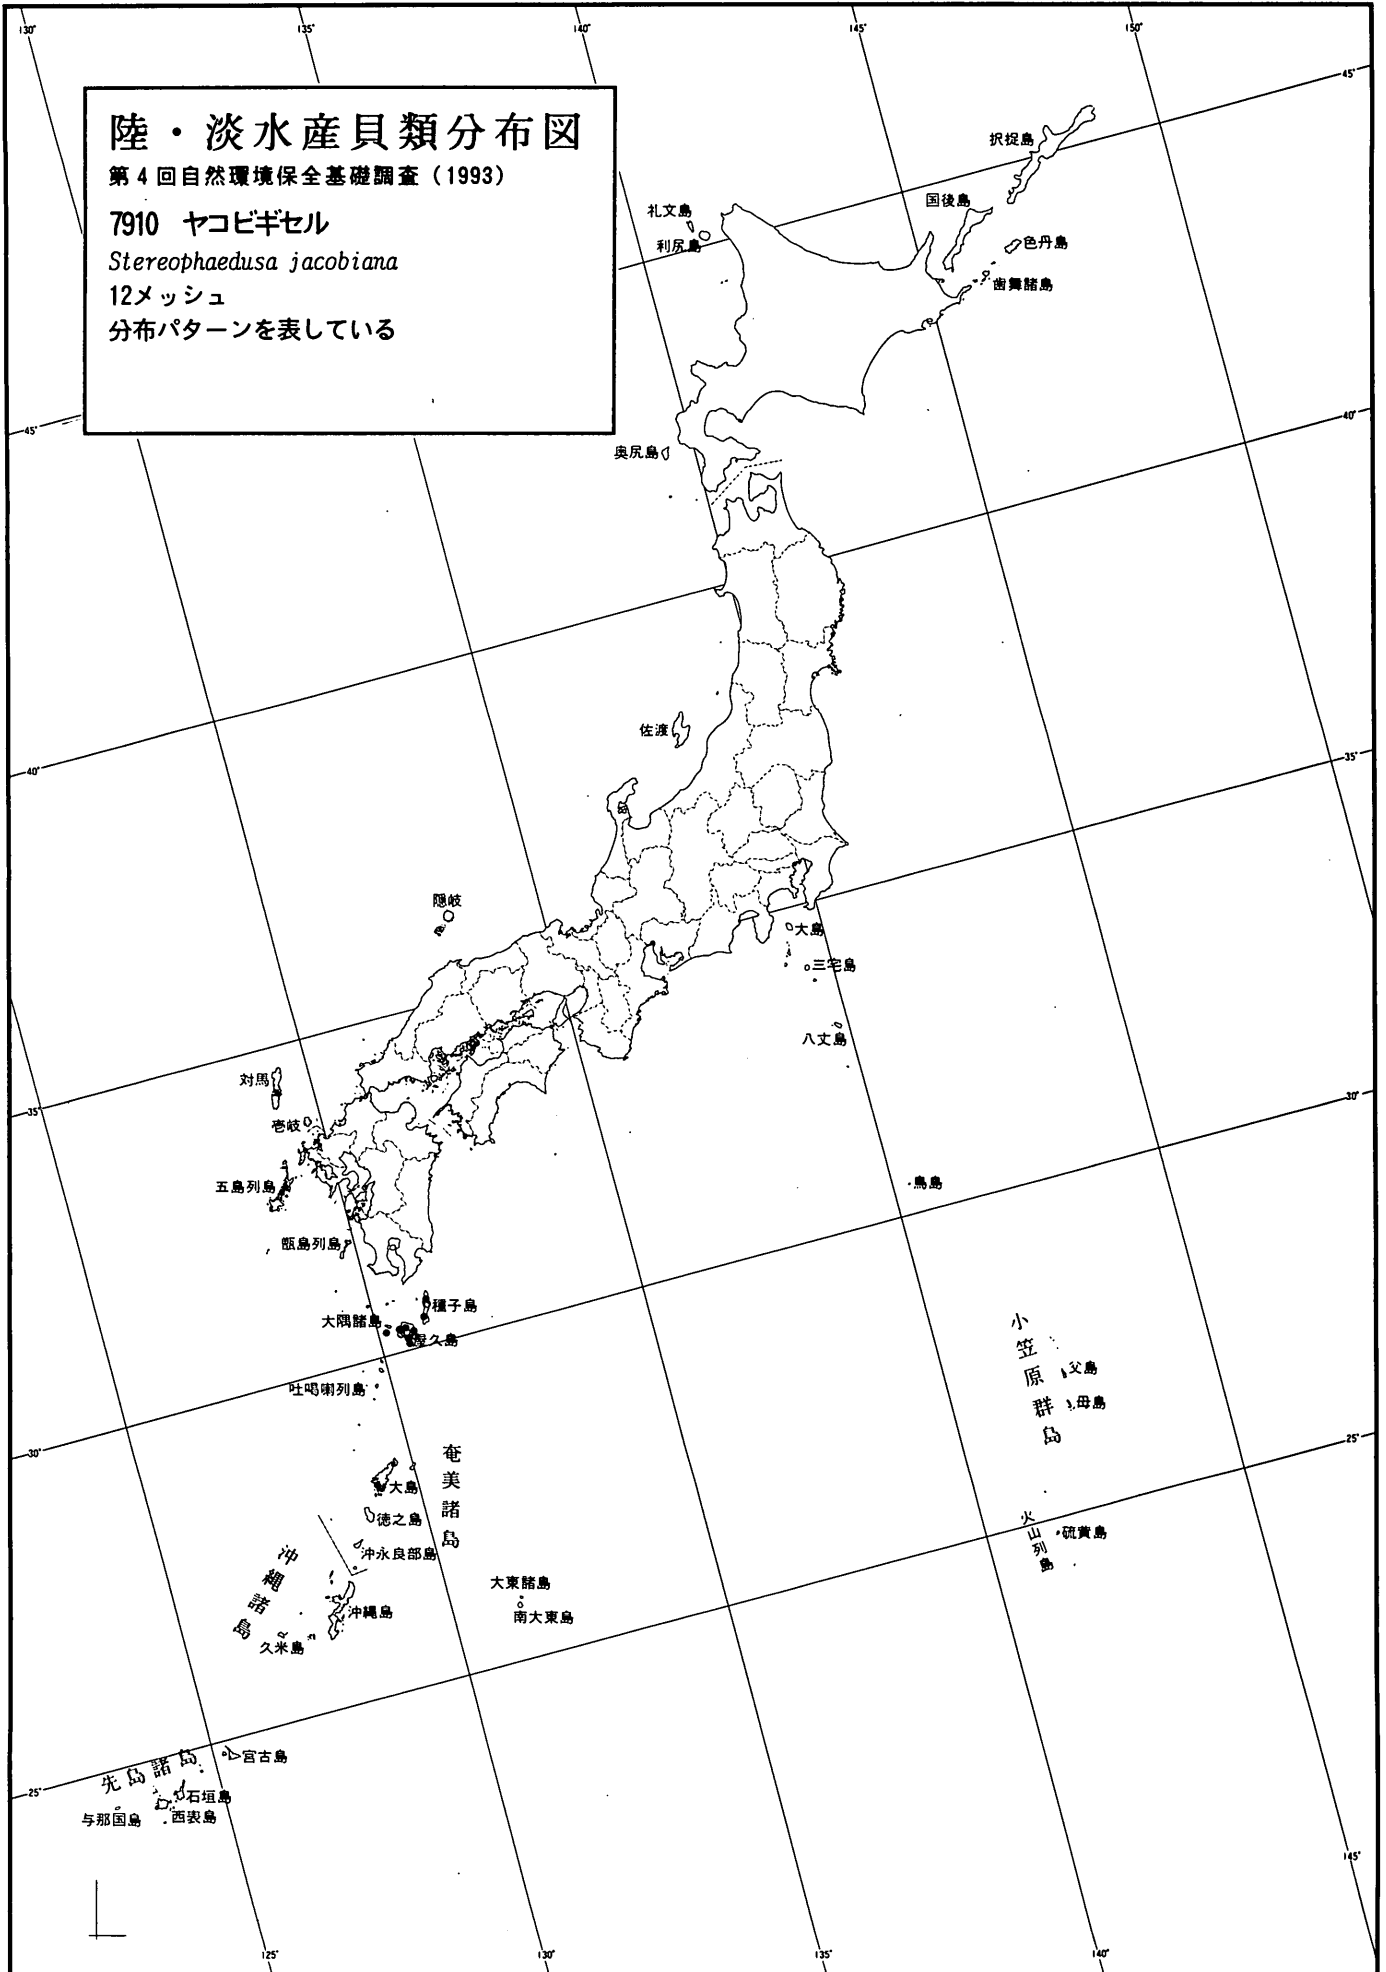 130°
135°
140°
145°
150°
45°
陸・淡水産貝類分布図
第4回自然環境保全基礎調査(1993)
7910 ヤコビギセル
Stereophaedusa jacobiana
12メッシュ
分布パターンを表している
択捉島
国後島
色丹島
歯舞諸島
礼文島
利尻島
45°
40°
奥尻島
佐渡
40°
35°
隠岐
大島
三宅島
八丈島
対馬
35°
壱岐
30°
五島列島
鳥島
甑島列島
種子島
大隅諸島
屋久島
吐噶喇列島
小笠原群島
父島
母島
30°
25°
奄美諸島
大島
徳之島
沖永良部島
火山列島
硫黄島
沖縄諸島
沖縄島
久米島
大東諸島
南大東島
先島諸島
宮古島
25°
石垣島
与那国島
西表島
145°
125°
130°
135°
140°